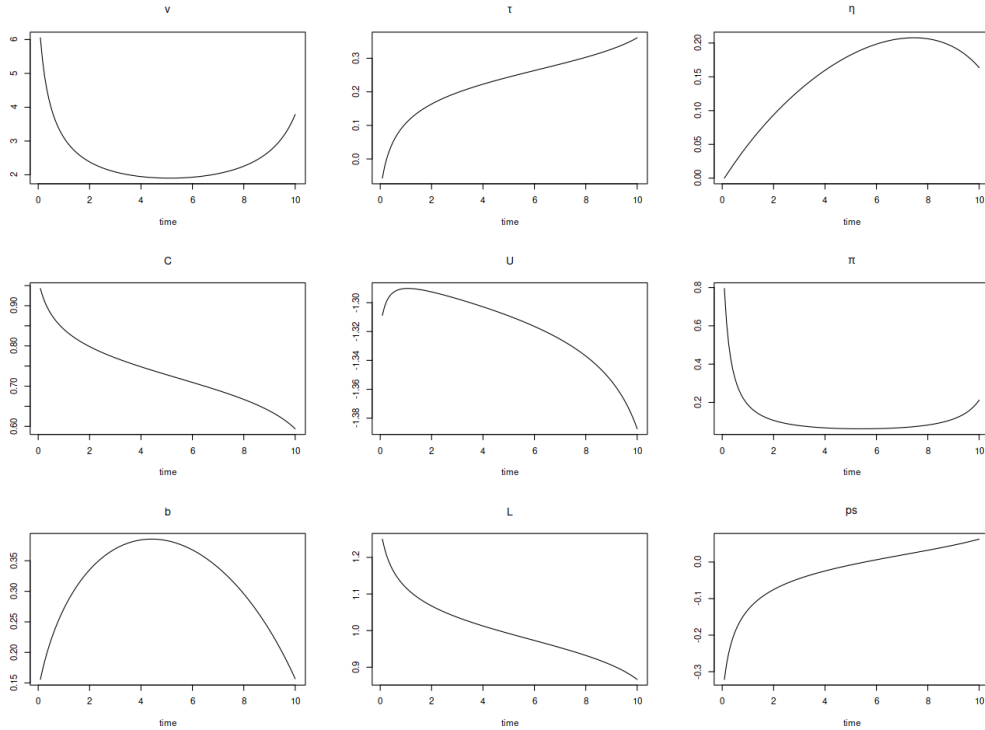 v
τ
η
2
3
4
5
6
0.0
0.1
0.2
0.3
0.00
0.05
0.10
0.15
0.20
0 2 4 6 8 10
0 2 4 6 8 10
0 2 4 6 8 10
time
time
time
C
U
π
0.60
0.70
0.80
0.90
-1.38
-1.36
-1.34
-1.32
-1.30
0.2
0.4
0.6
0.8
0 2 4 6 8 10
0 2 4 6 8 10
0 2 4 6 8 10
time
time
time
b
L
ps
0.15
0.20
0.25
0.30
0.35
0.9
1.0
1.1
1.2
-0.3
-0.2
-0.1
0.0
0 2 4 6 8 10
0 2 4 6 8 10
0 2 4 6 8 10
time
time
time